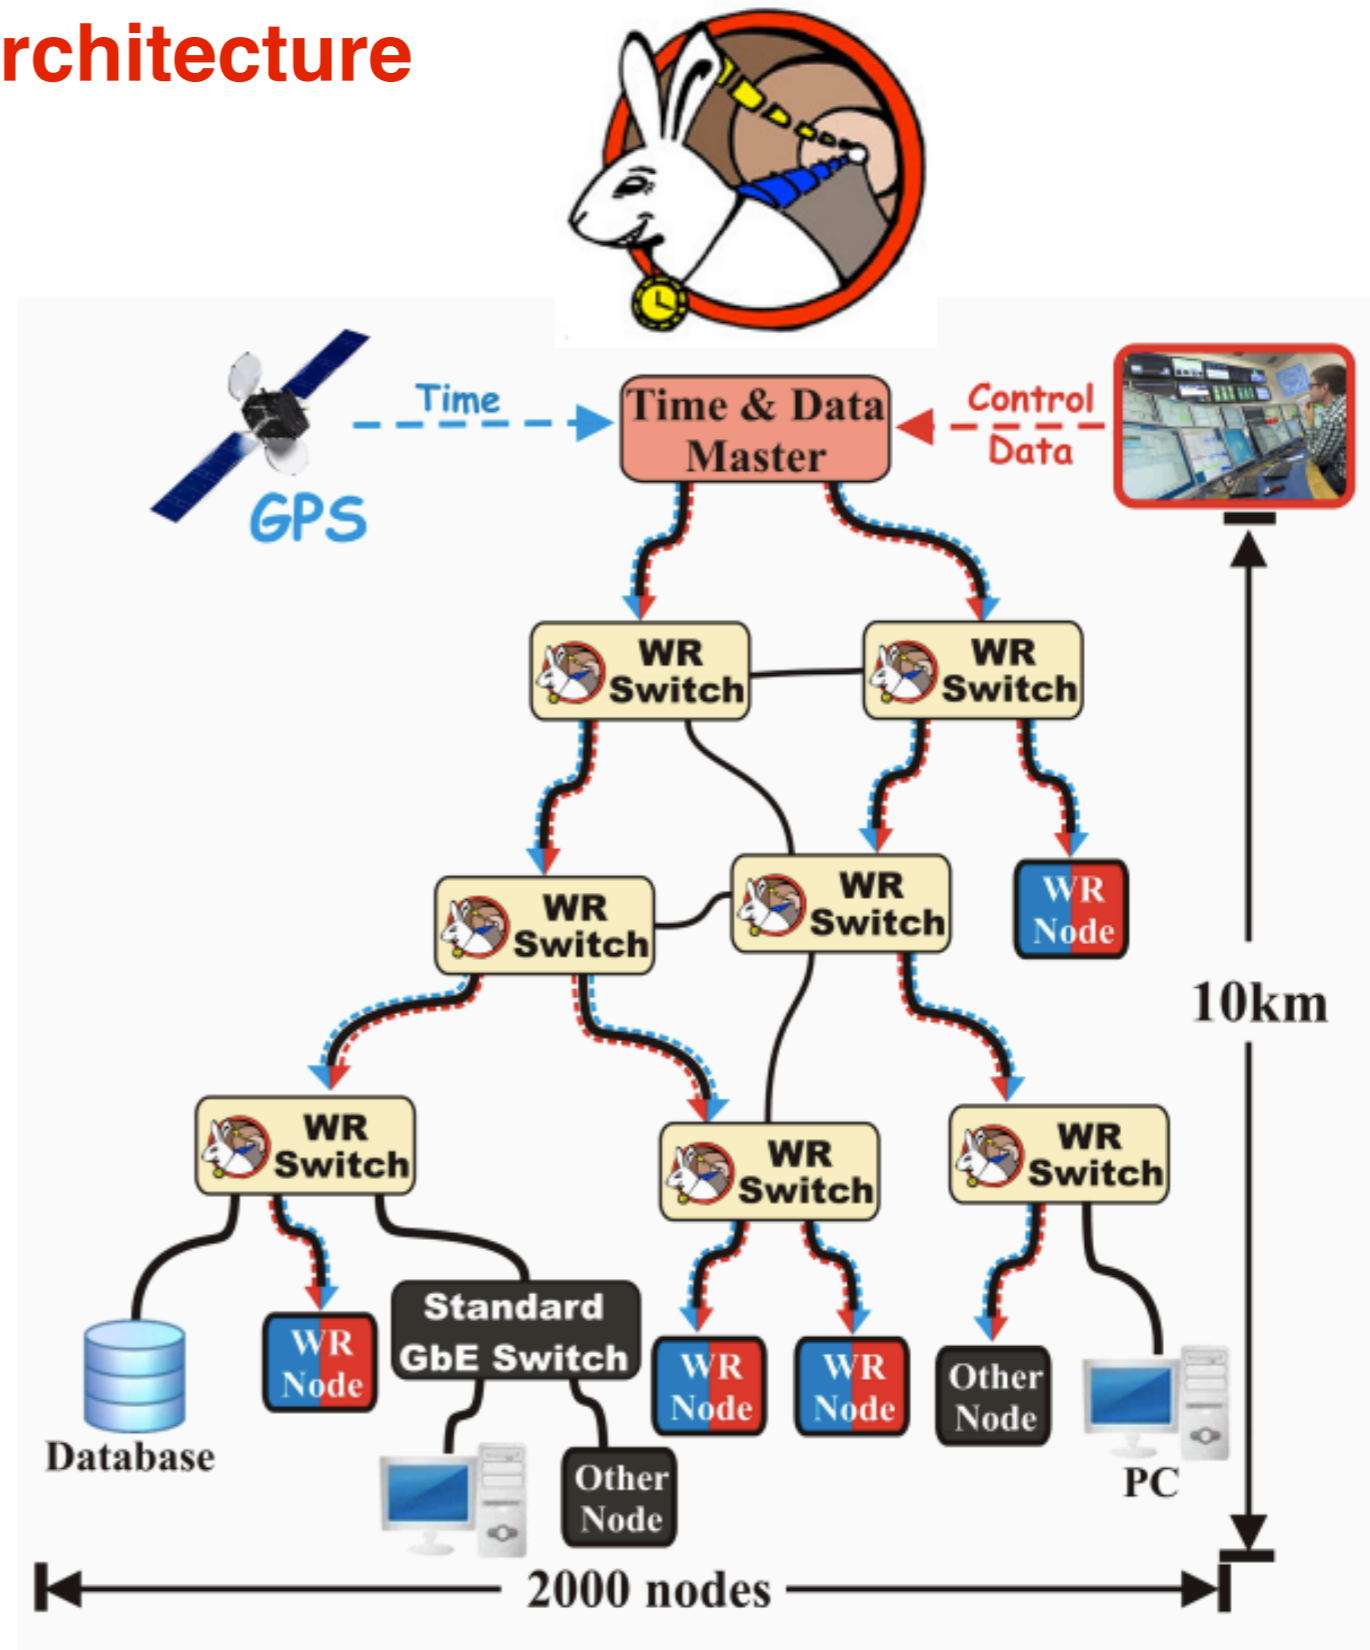 rchitecture
Time
GPS
Time & Data
Master
Control
Data
WR
Switch
WR
Switch
WR
Switch
WR
Switch
WR
Node
10km
WR
Switch
WR
Switch
WR
Switch
Database
WR
Node
Standard
GbE Switch
Other
Node
WR
Node
WR
Node
Other
Node
PC
2000 nodes